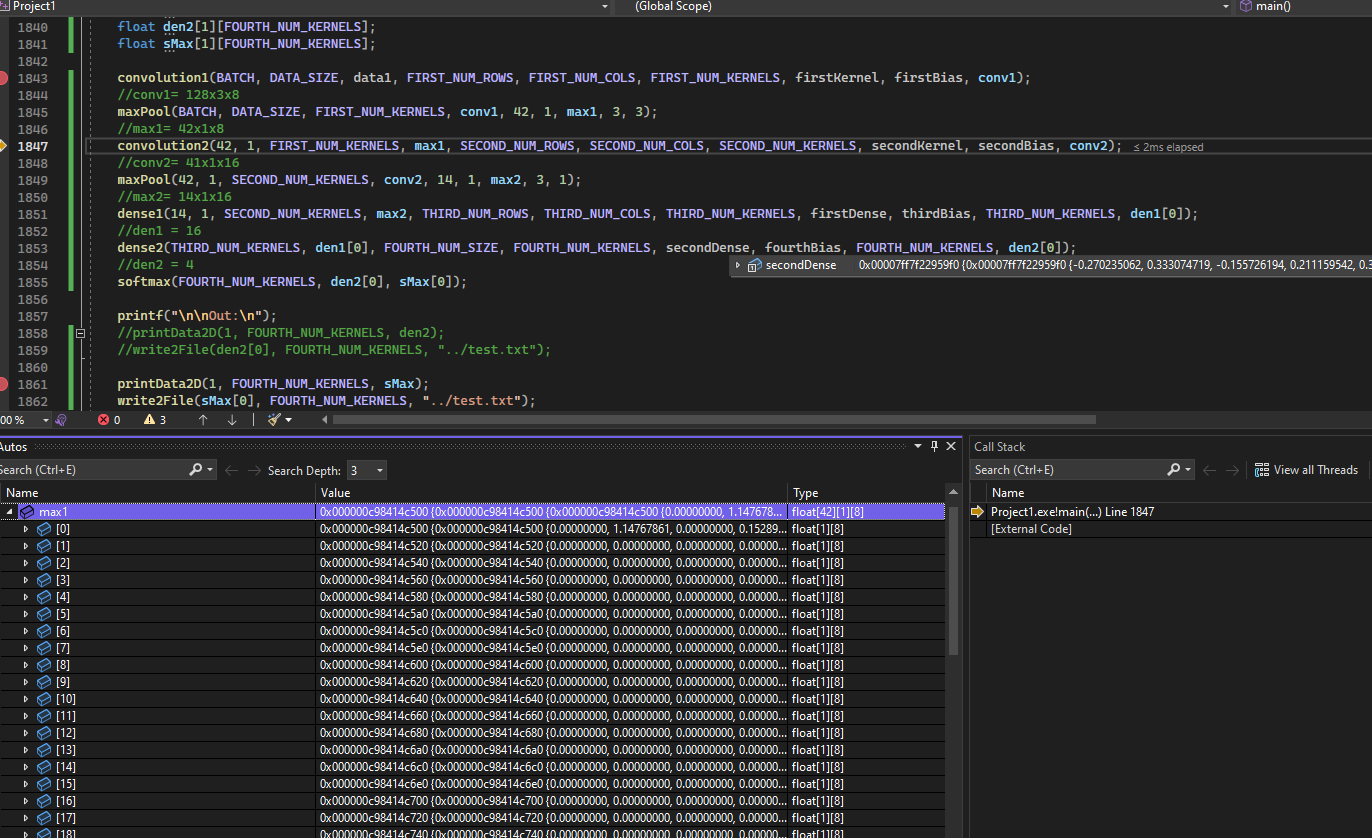 Project1 (Global Scope) main()
1840 float den2[1][FOURTH_NUM_KERNELS];
1841 float sMax[1][FOURTH_NUM_KERNELS];
1842
1843 convolution1(BATCH, DATA_SIZE, data1, FIRST_NUM_ROWS, FIRST_NUM_COLS, FIRST_NUM_KERNELS, firstKernel, firstBias, conv1);
1844 //conv1= 128x3x8
1845 maxPool(BATCH, DATA_SIZE, FIRST_NUM_KERNELS, conv1, 42, 1, max1, 3, 3);
1846 //max1= 42x1x8
1847 convolution2(42, 1, FIRST_NUM_KERNELS, max1, SECOND_NUM_ROWS, SECOND_NUM_COLS, SECOND_NUM_KERNELS, secondKernel, secondBias, conv2); ≤ 2ms elapsed
1848 //conv2= 41x1x16
1849 maxPool(42, 1, SECOND_NUM_KERNELS, conv2, 14, 1, max2, 3, 1);
1850 //max2= 14x1x16
1851 dense1(14, 1, SECOND_NUM_KERNELS, max2, THIRD_NUM_ROWS, THIRD_NUM_COLS, THIRD_NUM_KERNELS, firstDense, thirdBias, THIRD_NUM_KERNELS, den1[0]);
1852 //den1 = 16
1853 dense2(THIRD_NUM_KERNELS, den1[0], FOURTH_NUM_SIZE, FOURTH_NUM_KERNELS, secondDense, fourthBias, FOURTH_NUM_KERNELS, den2[0]);
1854 //den2 = 4 secondDense 0x00007ff7f22959f0 {0x00007ff7f22959f0 {-0.270235062, 0.333074719, -0.155726194, 0.211159542, 0.3
1855 softmax(FOURTH_NUM_KERNELS, den2[0], sMax[0]);
1856
1857 printf("\n\nOut:\n");
1858 //printData2D(1, FOURTH_NUM_KERNELS, den2);
1859 //write2File(den2[0], FOURTH_NUM_KERNELS, "../test.txt");
1860
1861 printData2D(1, FOURTH_NUM_KERNELS, sMax);
1862 write2File(sMax[0], FOURTH_NUM_KERNELS, "../test.txt");
00 % 0 3
Autos
Search (Ctrl+E) Search Depth: 3
Name Value Type
max1 0x000000c98414c500 {0x000000c98414c500 {0x000000c98414c500 {0.00000000, 1.147678... float[42][1][8]
[0] 0x000000c98414c500 {0x000000c98414c500 {0.00000000, 1.14767861, 0.00000000, 0.15289... float[1][8]
[1] 0x000000c98414c520 {0x000000c98414c520 {0.00000000, 0.00000000, 0.00000000, 0.00000... float[1][8]
[2] 0x000000c98414c540 {0x000000c98414c540 {0.00000000, 0.00000000, 0.00000000, 0.00000... float[1][8]
[3] 0x000000c98414c560 {0x000000c98414c560 {0.00000000, 0.00000000, 0.00000000, 0.00000... float[1][8]
[4] 0x000000c98414c580 {0x000000c98414c580 {0.00000000, 0.00000000, 0.00000000, 0.00000... float[1][8]
[5] 0x000000c98414c5a0 {0x000000c98414c5a0 {0.00000000, 0.00000000, 0.00000000, 0.00000... float[1][8]
[6] 0x000000c98414c5c0 {0x000000c98414c5c0 {0.00000000, 0.00000000, 0.00000000, 0.00000... float[1][8]
[7] 0x000000c98414c5e0 {0x000000c98414c5e0 {0.00000000, 0.00000000, 0.00000000, 0.00000... float[1][8]
[8] 0x000000c98414c600 {0x000000c98414c600 {0.00000000, 0.00000000, 0.00000000, 0.00000... float[1][8]
[9] 0x000000c98414c620 {0x000000c98414c620 {0.00000000, 0.00000000, 0.00000000, 0.00000... float[1][8]
[10] 0x000000c98414c640 {0x000000c98414c640 {0.00000000, 0.00000000, 0.00000000, 0.00000... float[1][8]
[11] 0x000000c98414c660 {0x000000c98414c660 {0.00000000, 0.00000000, 0.00000000, 0.00000... float[1][8]
[12] 0x000000c98414c680 {0x000000c98414c680 {0.00000000, 0.00000000, 0.00000000, 0.00000... float[1][8]
[13] 0x000000c98414c6a0 {0x000000c98414c6a0 {0.00000000, 0.00000000, 0.00000000, 0.00000... float[1][8]
[14] 0x000000c98414c6c0 {0x000000c98414c6c0 {0.00000000, 0.00000000, 0.00000000, 0.00000... float[1][8]
[15] 0x000000c98414c6e0 {0x000000c98414c6e0 {0.00000000, 0.00000000, 0.00000000, 0.00000... float[1][8]
[16] 0x000000c98414c700 {0x000000c98414c700 {0.00000000, 0.00000000, 0.00000000, 0.00000... float[1][8]
[17] 0x000000c98414c720 {0x000000c98414c720 {0.00000000, 0.00000000, 0.00000000, 0.00000... float[1][8]
[18] 0x000000c98414c740 {0x000000c98414c740 {0.00000000, 0.00000000, 0.00000000, 0.00000... float[1][8]
Call Stack
Search (Ctrl+E) View all Threads
Name
Project1.exe!main(...) Line 1847
[External Code]